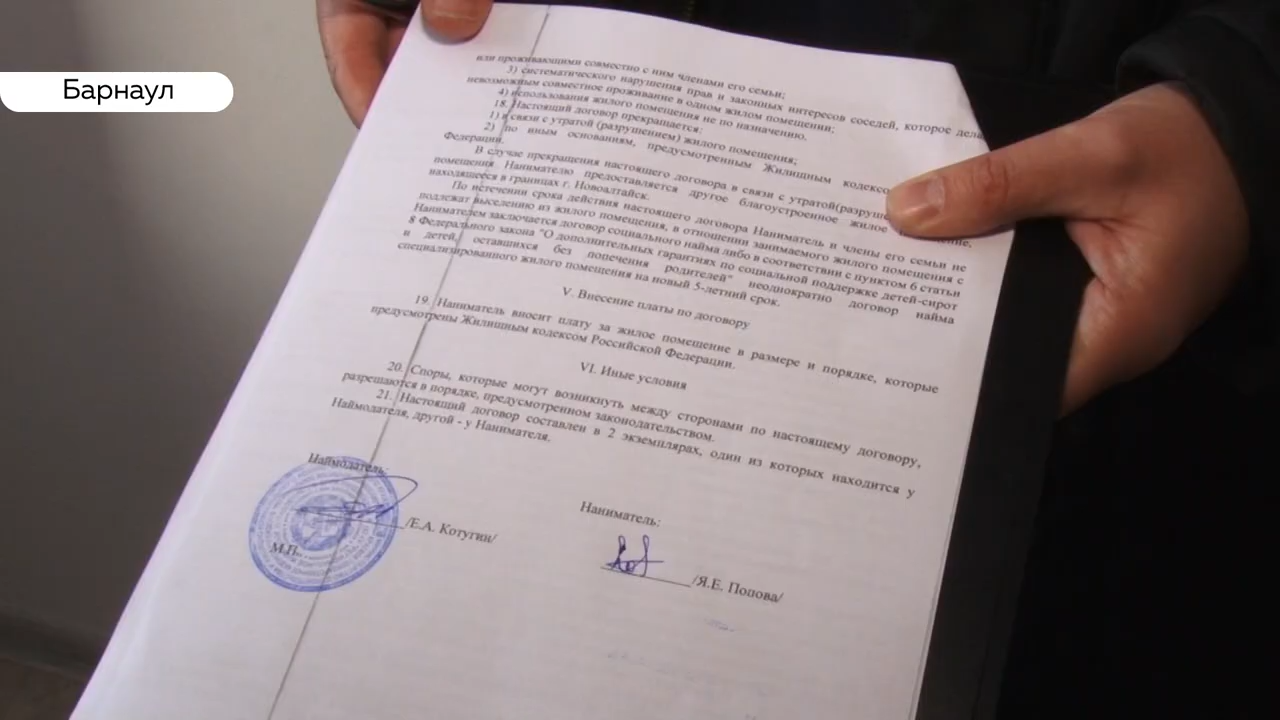 Барнаул
или проживающими совместно с ним членами его семьи;
3) систематического нарушения прав и законных интересов соседей, которое дела
невозможным совместное проживание в одном жилом помещении;
4) использования жилого помещения не по назначению.
18. Настоящий договор прекращается:
1) в связи с утратой (разрушением) жилого помещения;
2) по иным основаниям, предусмотренным Жилищным кодексо
Федерации.
В случае прекращения настоящего договора в связи с утратой(разруше
помещения. Нанимателю предоставляется другое благоустроенное жилое
находящееся в границах г. Новоалтайск.
По истечении срока действия настоящего договора Наниматель и члены его семьи не
подлежат выселению из жилого помещения, в отношении занимаемого жилого помещения с
Нанимателем заключается договор социального найма либо в соответствии с пунктом 6 статьи
8 Федерального закона "О дополнительных гарантиях по социальной поддержке детей-сирот
и детей, оставшихся без попечения родителей" неоднократно договор найма
специализированного жилого помещения на новый 5-летний срок.
V. Внесение платы по договору
19. Наниматель вносит плату за жилое помещение в размере и порядке, которые
предусмотрены Жилищным кодексом Российской Федерации.
VI. Иные условия
20. Споры, которые могут возникнуть между сторонами по настоящему договору,
разрешаются в порядке, предусмотренном законодательством.
21. Настоящий договор составлен в 2 экземплярах, один из которых находится у
Наймодателя, другой - у Нанимателя.
Наймодатель:
Наниматель:
/Е.А. Котугин/
М.П.
/Я.Е. Попова/